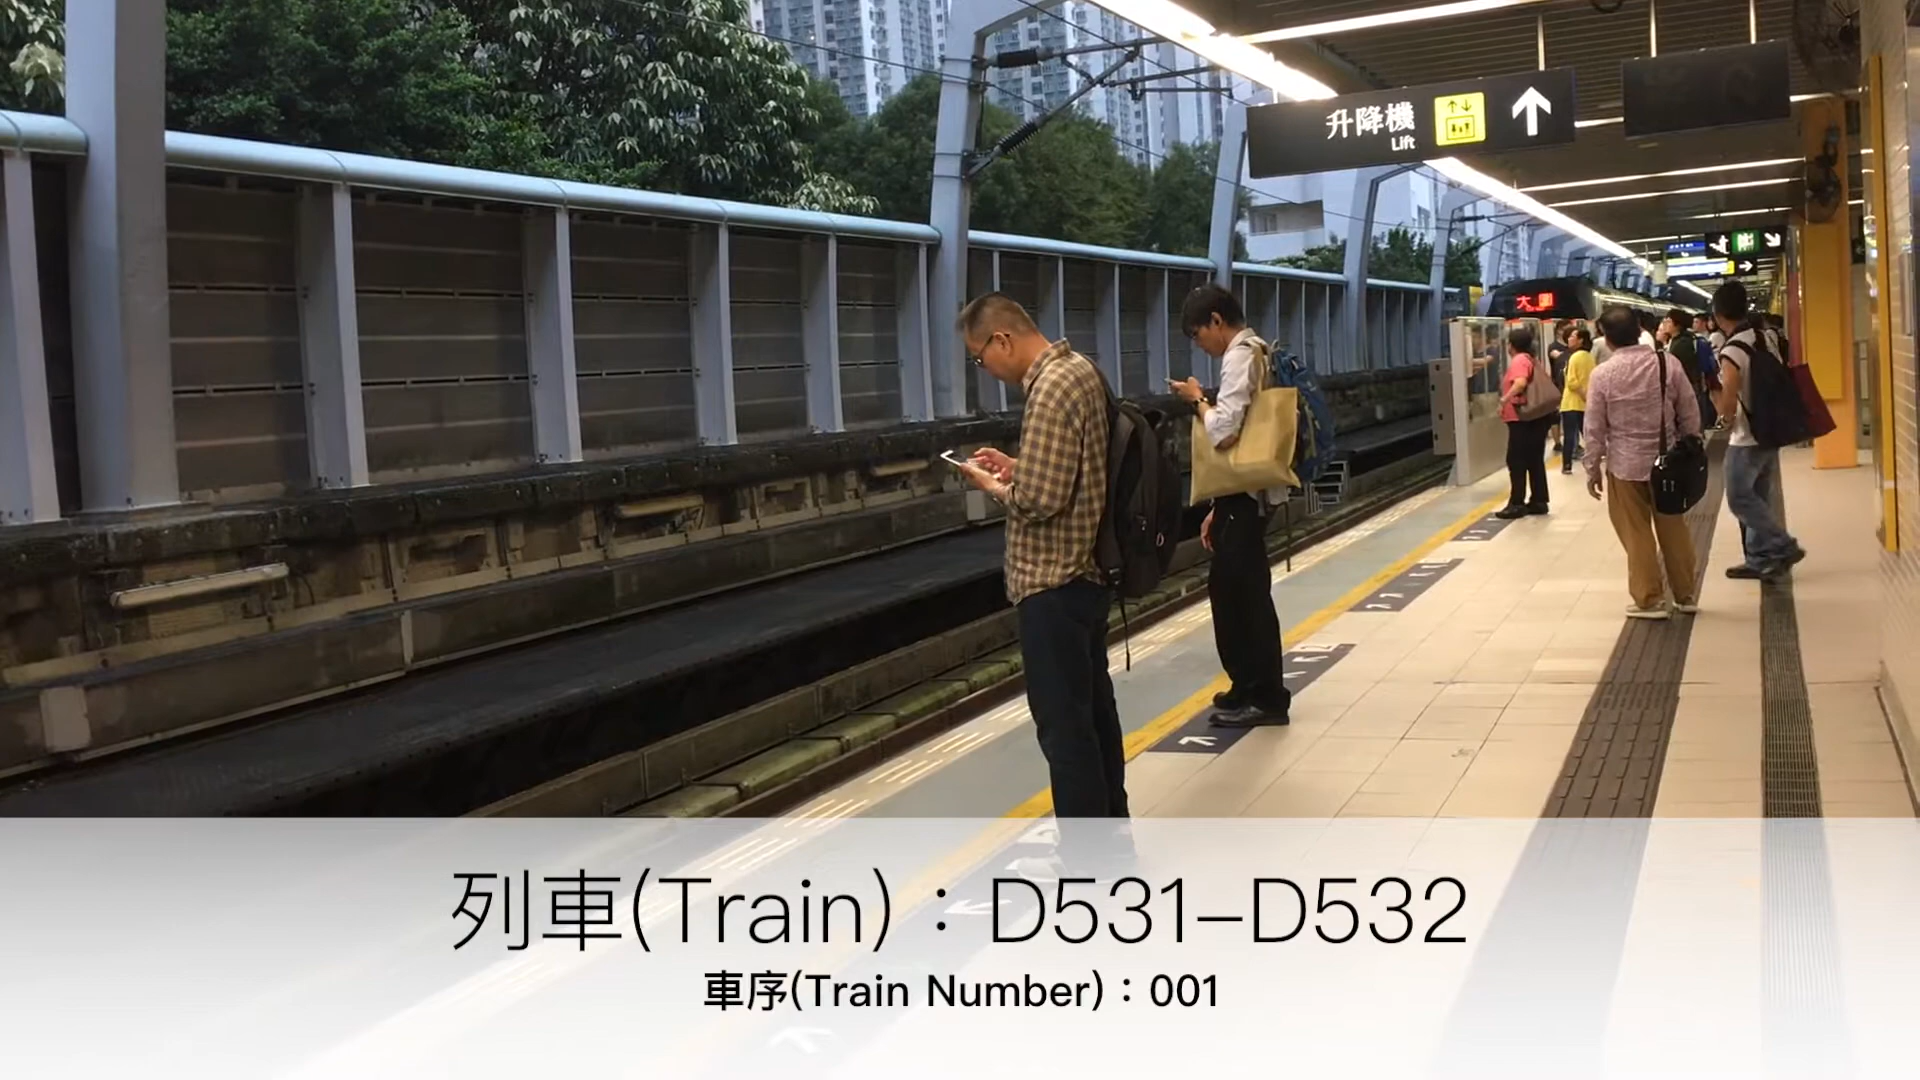 升降機
Lift
大圍
列車(Train)：D531-D532
車序(Train Number)：001